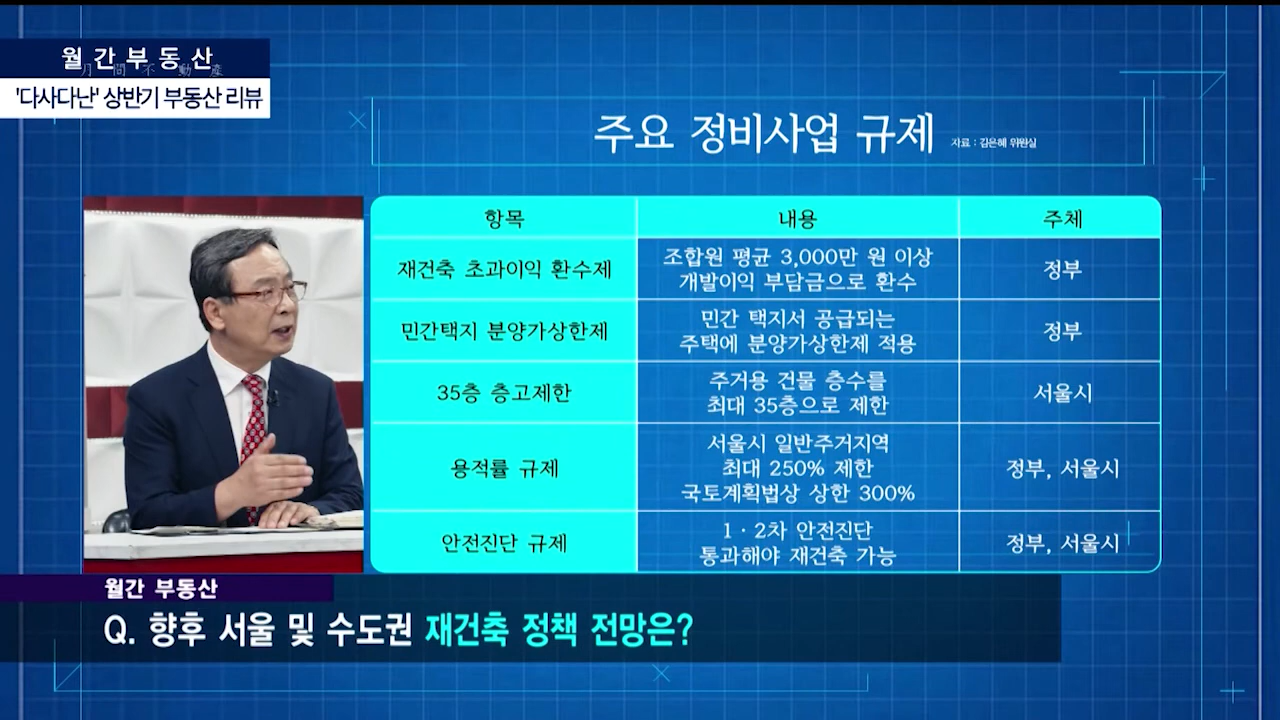 월간부동산
月間不動産
'다사다난' 상반기 부동산 리뷰
주요 정비사업 규제 자료 : 김은혜 위원실
항목 내용 주체
재건축 초과이익 환수제
조합원 평균 3,000만 원 이상
개발이익 부담금으로 환수
정부
민간택지 분양가상한제
민간 택지서 공급되는
주택에 분양가상한제 적용
정부
35층 층고제한
주거용 건물 층수를
최대 35층으로 제한
서울시
용적률 규제
서울시 일반주거지역
최대 250% 제한
국토계획법상 상한 300%
정부, 서울시
안전진단 규제
1·2차 안전진단
통과해야 재건축 가능
정부, 서울시
월간 부동산
Q. 향후 서울 및 수도권 재건축 정책 전망은?